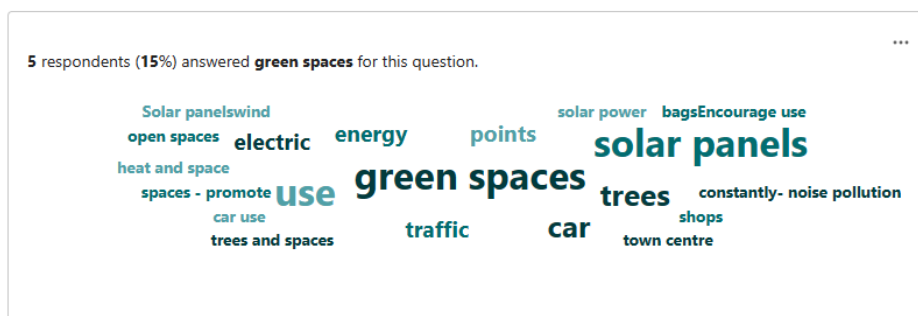 ...
5 respondents (15%) answered green spaces for this question.
Solar panelswind
solar power
bagsEncourage use
open spaces
electric
energy
points
solar panels
heat and space
green spaces
spaces - promote
use
trees
constantly- noise pollution
car use
traffic
car
shops
trees and spaces
town centre